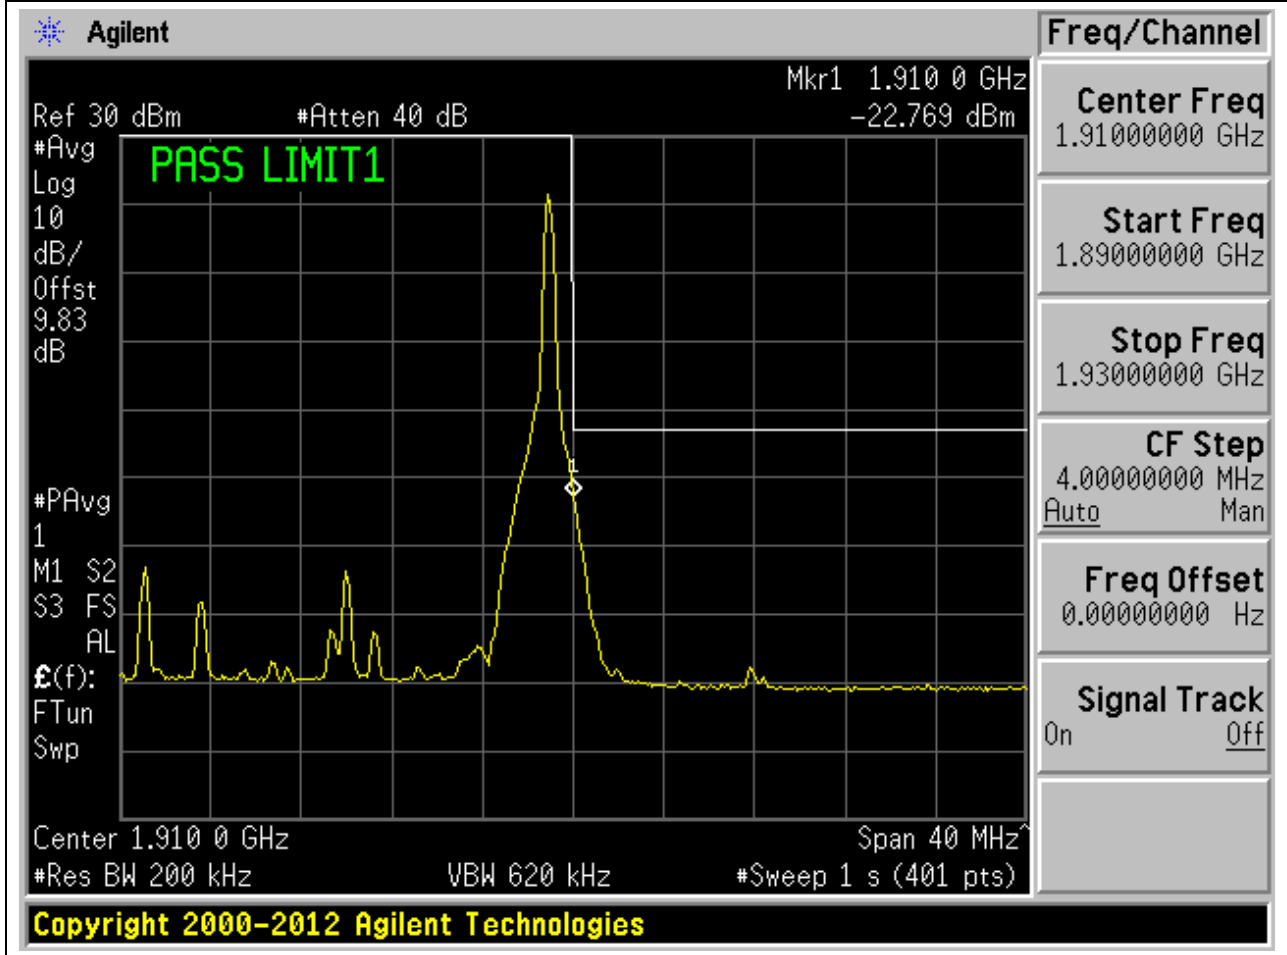 Agilent
Freq/Channel
Mkr1 1.910 0 GHz
Ref 30 dBm #Atten 40 dB -22.769 dBm
#Avg
Log
10
dB/
Offst
9.83
dB
PASS LIMIT1
1
#PAvg
1
M1 S2
S3 FS
AL
£(f):
FTun
Swp
Center 1.910 0 GHz Span 40 MHz^
#Res BW 200 kHz VBW 620 kHz #Sweep 1 s (401 pts)
Center Freq
1.91000000 GHz
Start Freq
1.89000000 GHz
Stop Freq
1.93000000 GHz
CF Step
4.00000000 MHz
Auto Man
Freq Offset
0.00000000 Hz
Signal Track
On Off
Copyright 2000-2012 Agilent Technologies